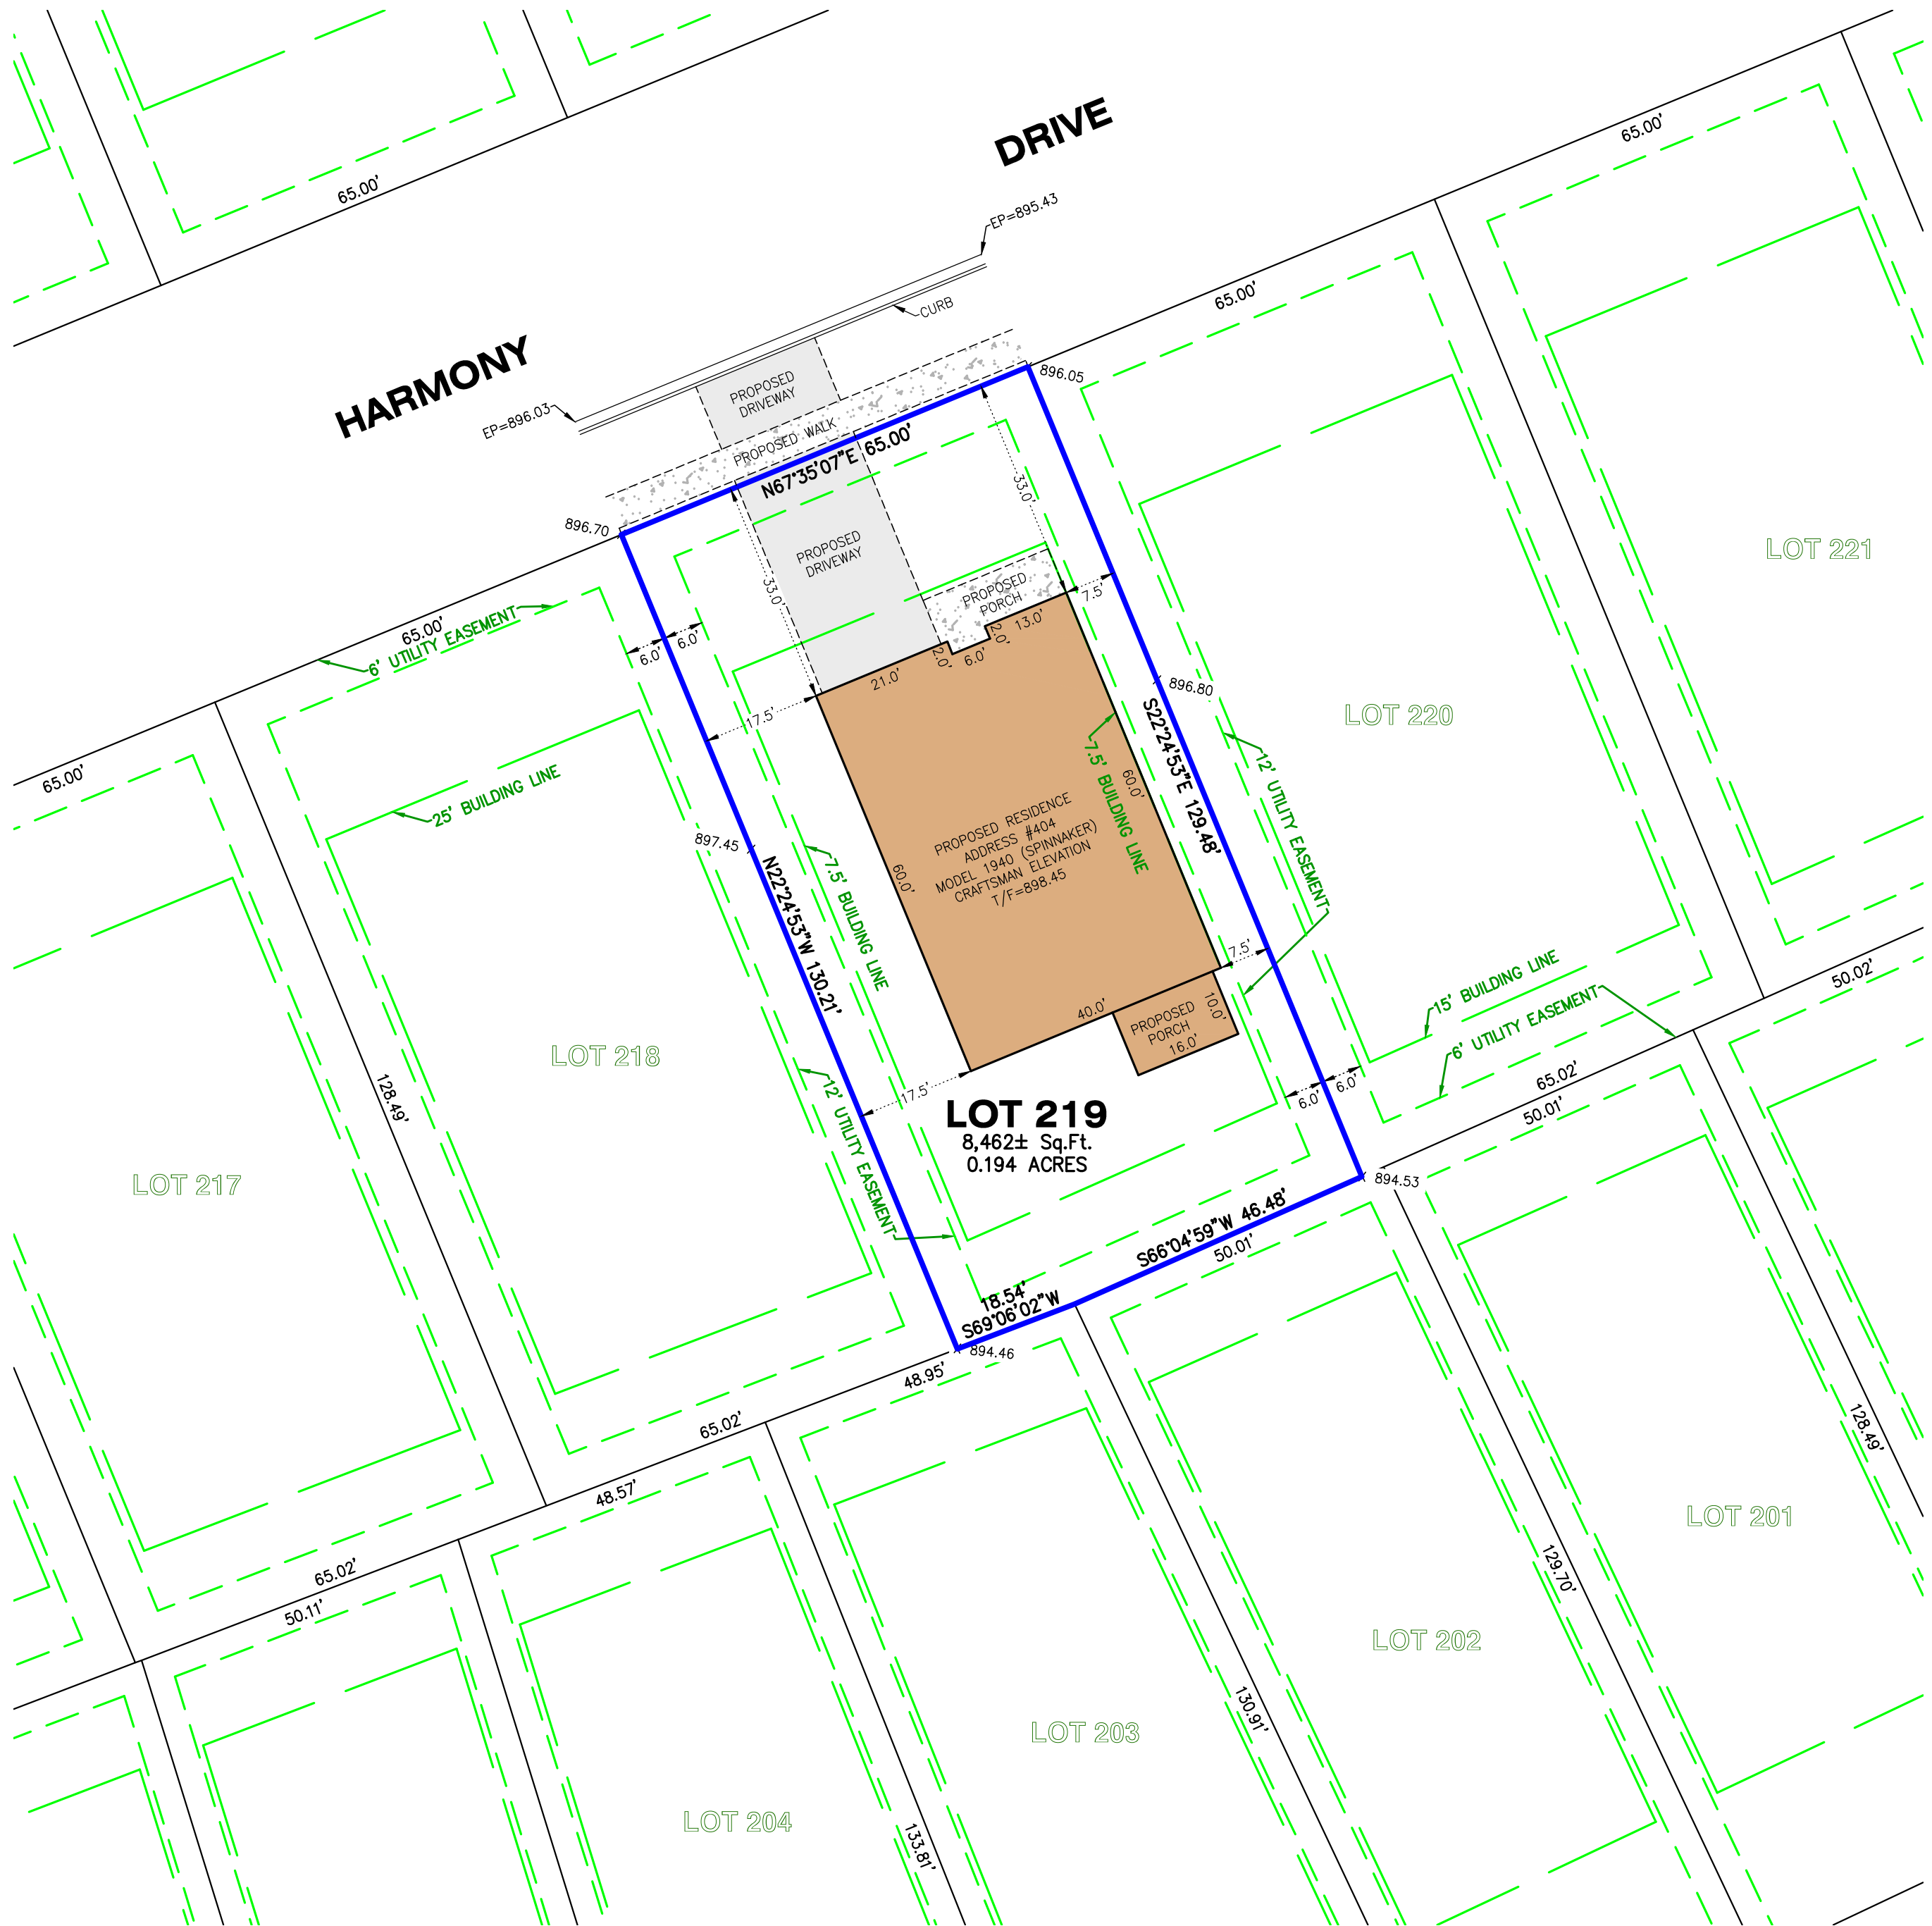 DRIVE
HARMONY
65.00'
65.00'
65.00'
EP=895.43
CURB
EP=896.03
PROPOSED
DRIVEWAY
PROPOSED WALK
N67°35'07"E 65.00'
896.05
896.70
33.0'
33.0'
PROPOSED
DRIVEWAY
PROPOSED
PORCH
7.5'
13.0'
2.0'
6.0'
2.0'
21.0'
65.00'
6' UTILITY EASEMENT
6.0'
6.0'
17.5'
65.00'
25' BUILDING LINE
LOT 221
LOT 220
896.80
S22°24'53"E 129.48'
12' UTILITY EASEMENT
7.5' BUILDING LINE
60.0'
PROPOSED RESIDENCE
ADDRESS #404
MODEL 1940 (SPINNAKER)
CRAFTSMAN ELEVATION
T/F=898.45
60.0'
897.45
N22°24'53"W 130.21'
7.5' BUILDING LINE
12' UTILITY EASEMENT
7.5'
40.0'
PROPOSED
PORCH
10.0'
16.0'
17.5'
15' BUILDING LINE
6' UTILITY EASEMENT
50.02'
65.02'
50.01'
6.0'
6.0'
LOT 219
8,462± Sq.Ft.
0.194 ACRES
LOT 218
128.49'
LOT 217
894.53
S66°04'59"W 46.48'
50.01'
18.54'
S69°06'02"W
894.46
48.95'
65.02'
48.57'
65.02'
50.11'
128.49'
LOT 201
129.70'
LOT 202
130.91'
LOT 203
133.81'
LOT 204